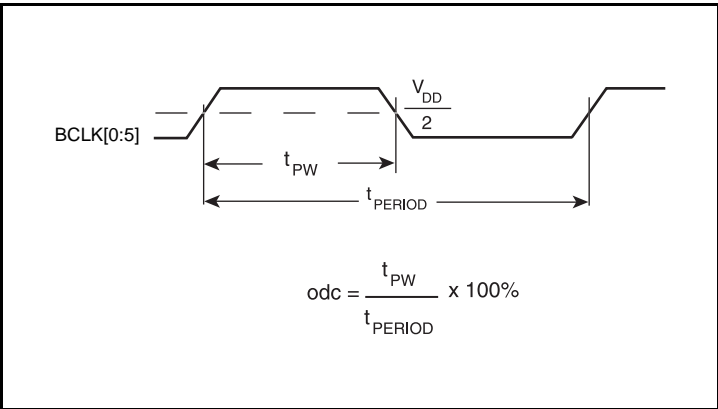 V_DD
2
BCLK[0:5]
t_PW
t_PERIOD
odc = t_PW / t_PERIOD x 100%